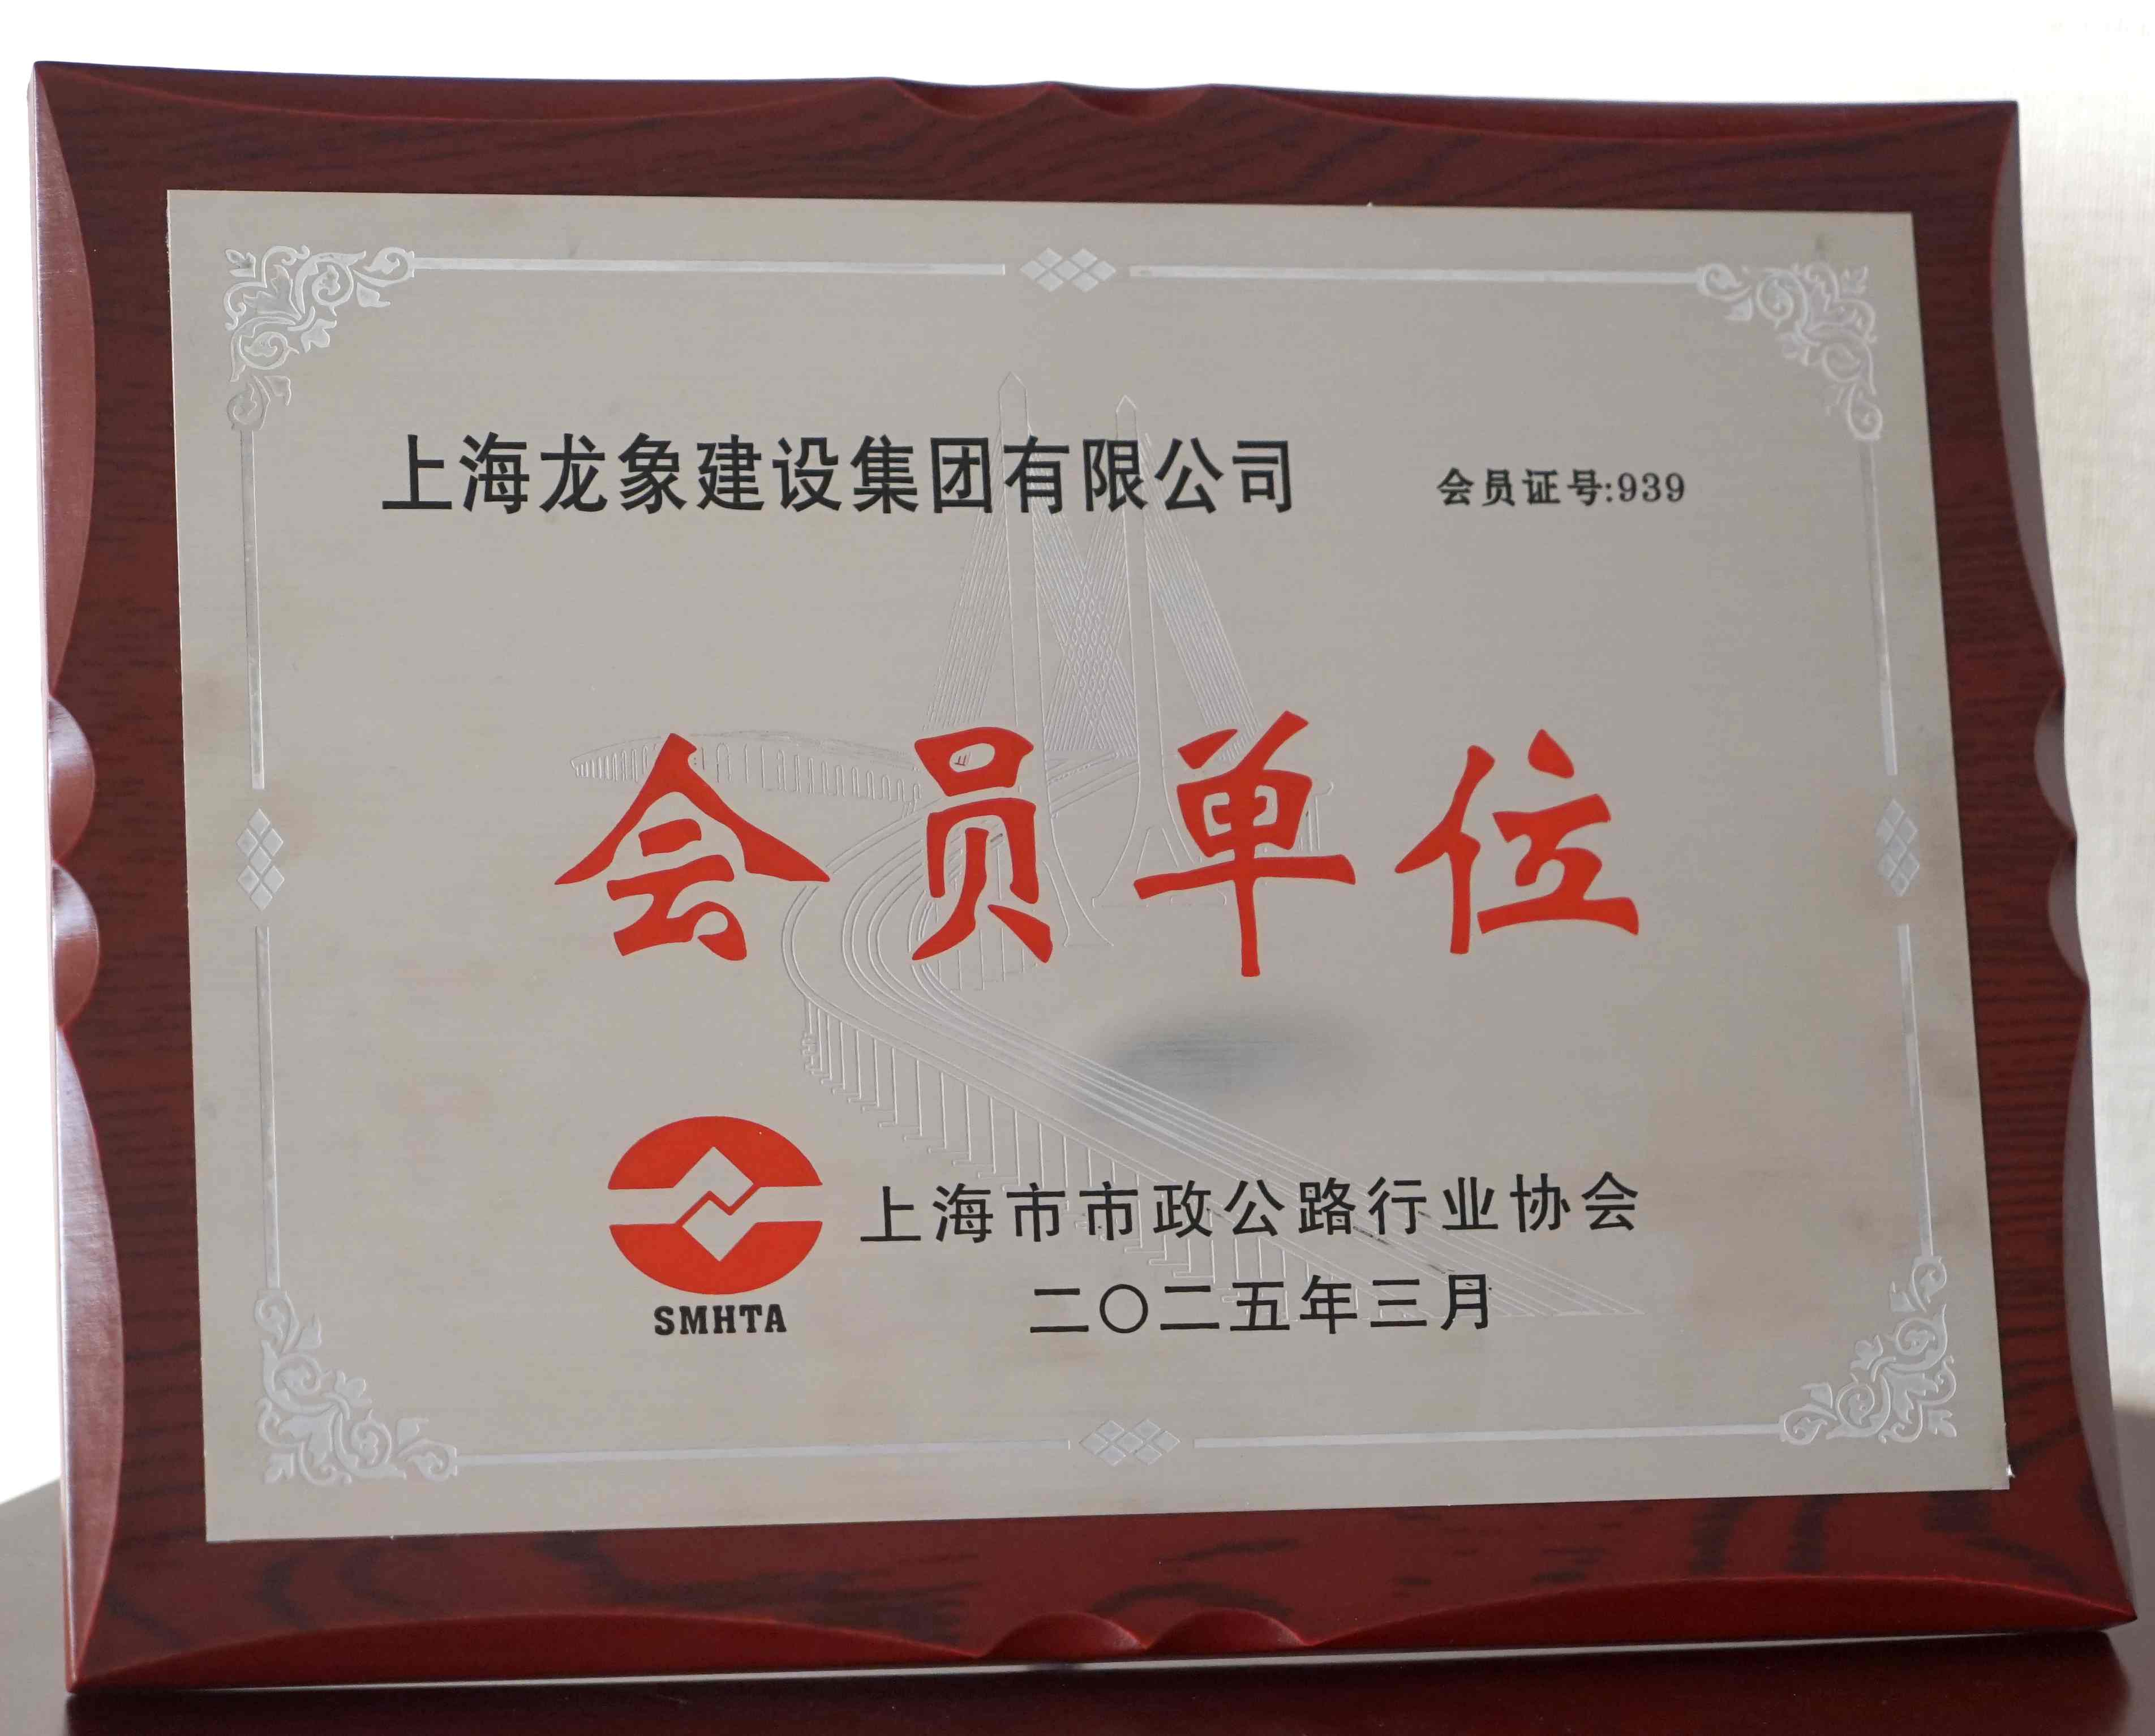 上海龙象建设集团有限公司 会员证号:939
会员单位
上海市市政公路行业协会
SMHTA
二〇二五年三月